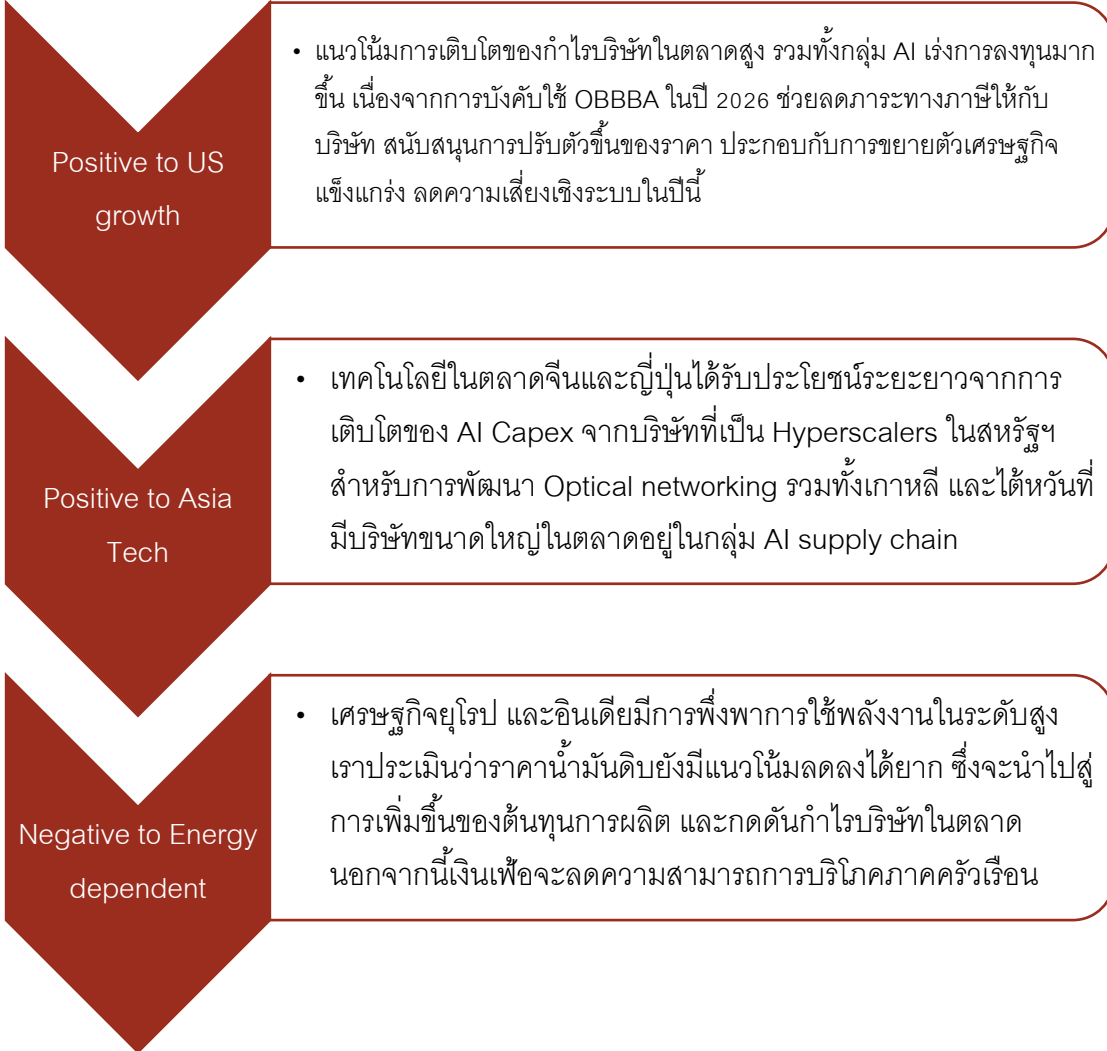 Positive to US
growth
• แนวโน้มการเติบโตของกำไรบริษัทในตลาดสูง รวมทั้งกลุ่ม AI เร่งการลงทุนมาก
ขึ้น เนื่องจากการบังคับใช้ OBBBA ในปี 2026 ช่วยลดภาระทางภาษีให้กับ
บริษัท สนับสนุนการปรับตัวขึ้นของราคา ประกอบกับการขยายตัวเศรษฐกิจ
แข็งแกร่ง ลดความเสี่ยงเชิงระบบในปีนี้
Positive to Asia
Tech
• เทคโนโลยีในตลาดจีนและญี่ปุ่นได้รับประโยชน์ระยะยาวจากการ
เติบโตของ AI Capex จากบริษัทที่เป็น Hyperscalers ในสหรัฐฯ
สำหรับการพัฒนา Optical networking รวมทั้งเกาหลี และไต้หวันที่
มีบริษัทขนาดใหญ่ในตลาดอยู่ในกลุ่ม AI supply chain
Negative to Energy
dependent
• เศรษฐกิจยุโรป และอินเดียมีการพึ่งพาการใช้พลังงานในระดับสูง
เราประเมินว่าราคาน้ำมันดิบยังมีแนวโน้มลดลงได้ยาก ซึ่งจะนำไปสู่
การเพิ่มขึ้นของต้นทุนการผลิต และกดดันกำไรบริษัทในตลาด
นอกจากนี้เงินเฟ้อจะลดความสามารถการบริโภคภาคครัวเรือน